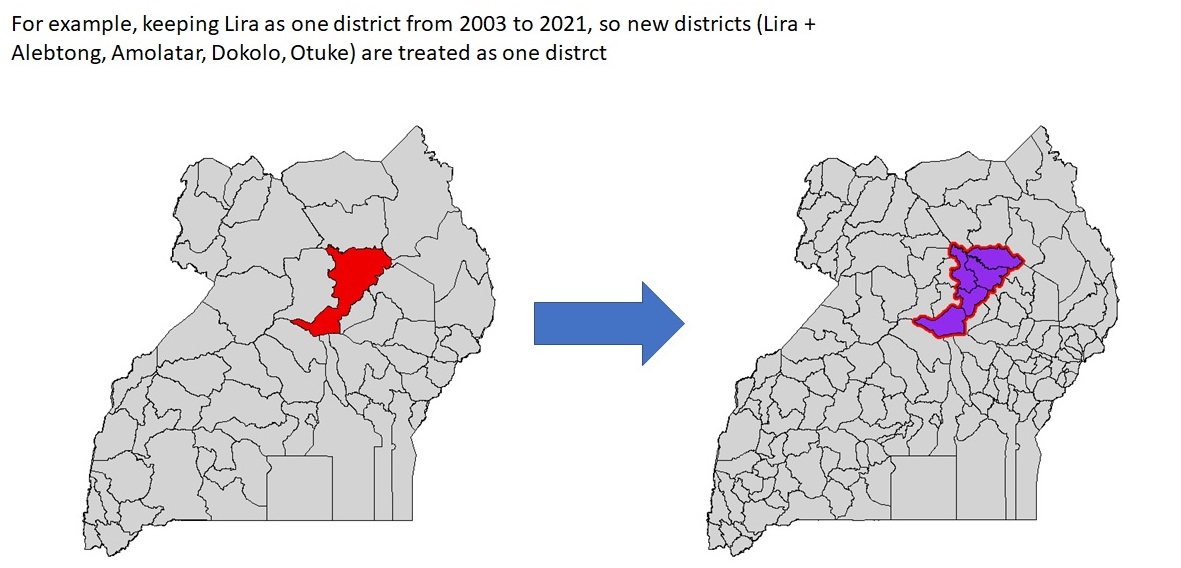 For example, keeping Lira as one district from 2003 to 2021, so new districts (Lira +
Alebtong, Amolatar, Dokolo, Otuke) are treated as one distrct